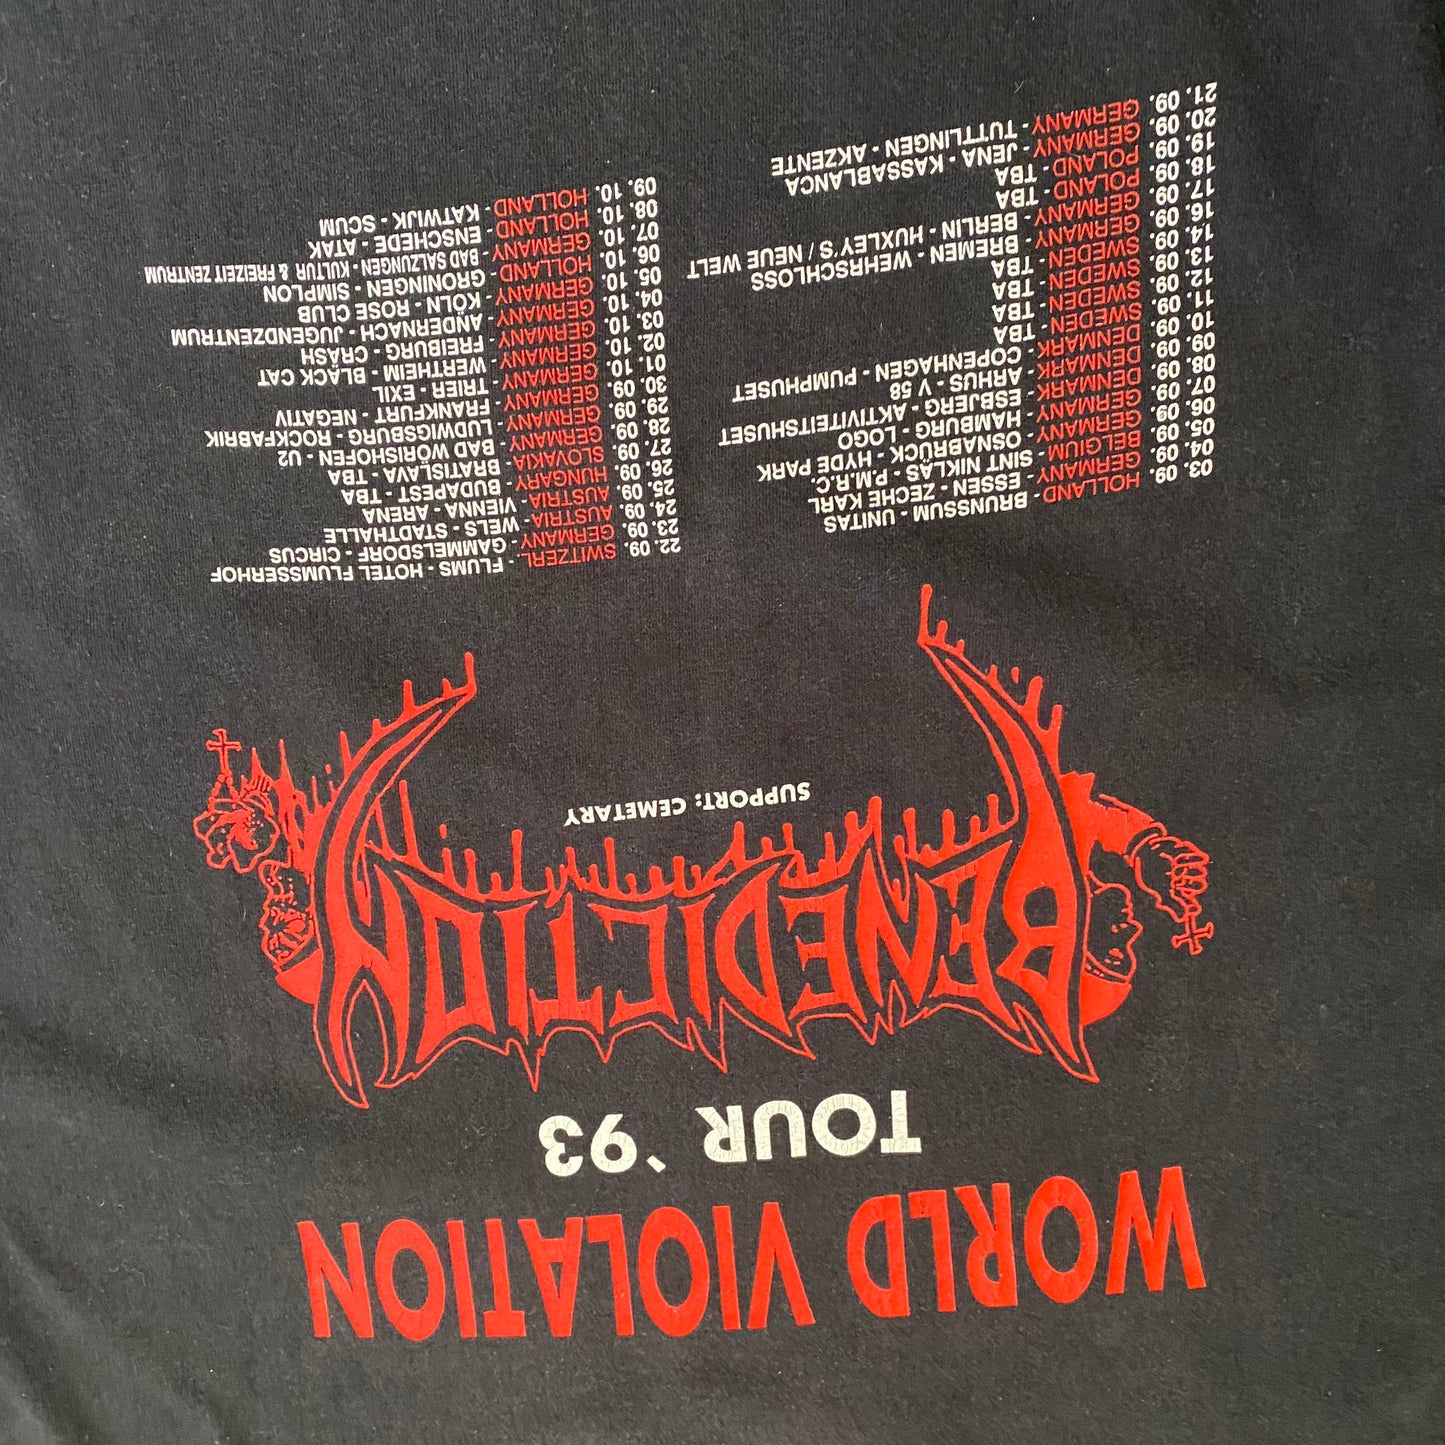 WORLD VIOLATION
TOUR '93
BENEDICTION
SUPPORT: CEMETARY
03. 09. HOLLAND - BRUNSSUM - UNITAS
04. 09. GERMANY - ESSEN - ZECHE KARL
05. 09. BELGIUM - SINT NIKLAS - P.M.R.C.
06. 09. GERMANY - OSNABRÜCK - HYDE PARK
07. 09. GERMANY - HAMBURG - LOGO
08. 09. DENMARK - ESBJERG - AKTIVITEITSHUSET
09. 09. DENMARK - ARHUS - V 58
10. 09. DENMARK - COPENHAGEN - PUMPHUSET
11. 09. SWEDEN - TBA
12. 09. SWEDEN - TBA
13. 09. SWEDEN - TBA
14. 09. SWEDEN - TBA
16. 09. GERMANY - BREMEN - WEHRSCHLOSS
17. 09. GERMANY - BERLIN - HUXLEY'S / NEUE WELT
18. 09. POLAND - TBA
19. 09. POLAND - TBA
20. 09. GERMANY - JENA - KASSABLANCA
21. 09. GERMANY - TUTTLINGEN - AKZENTE
22. 09. SWITZERL. - FLUMS - HOTEL FLUMSSERHOF
23. 09. GERMANY - GAMMELSDORF - CIRCUS
24. 09. AUSTRIA - WELS - STADTHALLE
25. 09. AUSTRIA - VIENNA - ARENA
26. 09. HUNGARY - BUDAPEST - TBA
27. 09. SLOVAKIA - BRATISLAVA - TBA
28. 09. GERMANY - BAD WÖRISHOFEN - U2
29. 09. GERMANY - LUDWIGSBURG - ROCKFABRIK
30. 09. GERMANY - FRANKFURT - NEGATIV
01. 10. GERMANY - TRIER - EXIL
02. 10. GERMANY - WERTHEIM - BLACK CAT
03. 10. GERMANY - FREIBURG - CRASH
04. 10. GERMANY - ANDERNACH - JUGENDZENTRUM
05. 10. GERMANY - KÖLN - ROSE CLUB
06. 10. HOLLAND - GRONINGEN - SIMPLON
07. 10. GERMANY - BAD SALZUNGEN - KULTUR & FREIZEIT ZENTRUM
08. 10. HOLLAND - ENSCHEDE - ATAK
09. 10. HOLLAND - KATWIJK - SCUM